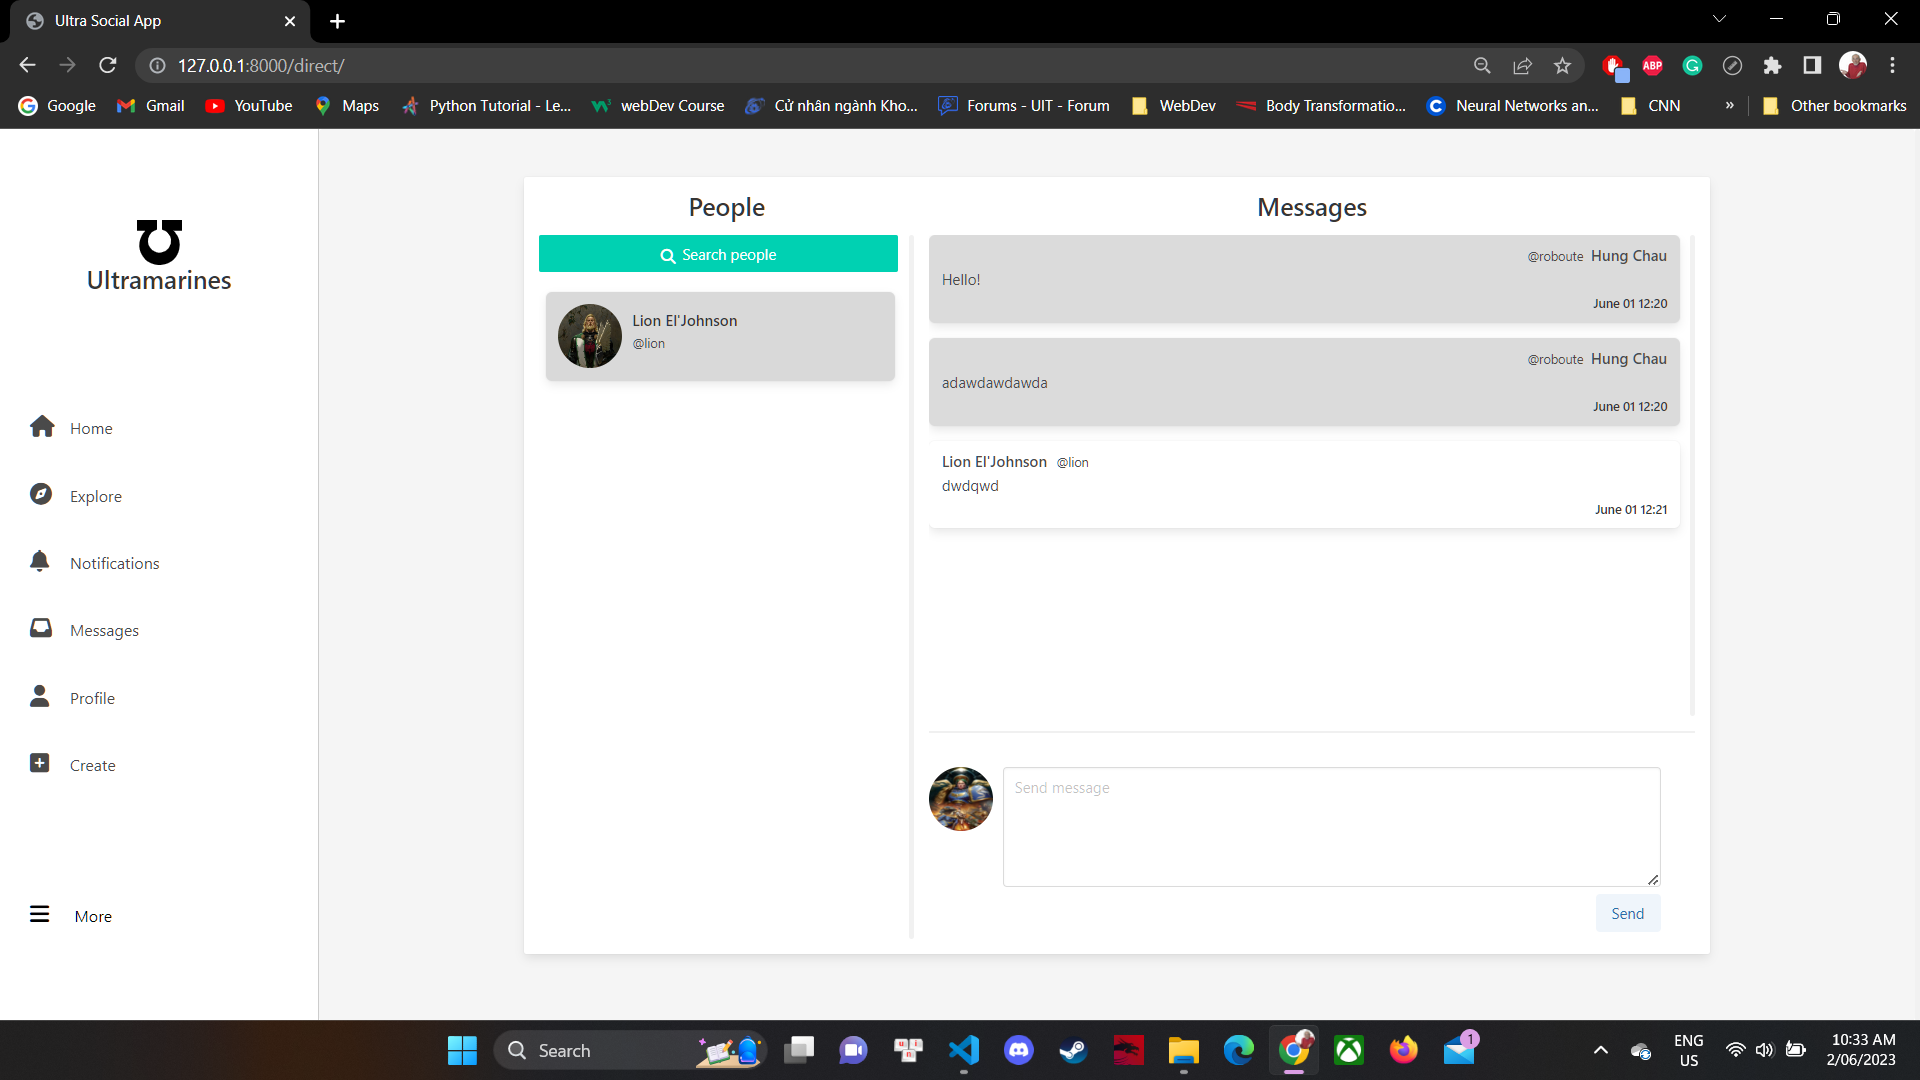 Ultra Social App
127.0.0.1:8000/direct/
Google
Gmail
YouTube
Maps
Python Tutorial - Le...
webDev Course
Cử nhân ngành Kho...
Forums - UIT - Forum
WebDev
Body Transformatio...
Neural Networks an...
CNN
»
Other bookmarks
ABP
Ultramarines
Home
Explore
Notifications
Messages
Profile
Create
More
People
Search people
Lion El'Johnson
@lion
Messages
@roboute Hung Chau
Hello!
June 01 12:20
@roboute Hung Chau
adawdawdawda
June 01 12:20
Lion El'Johnson @lion
dwdqwd
June 01 12:21
Send message
Send
Search
1
ENG
US
10:33 AM
2/06/2023